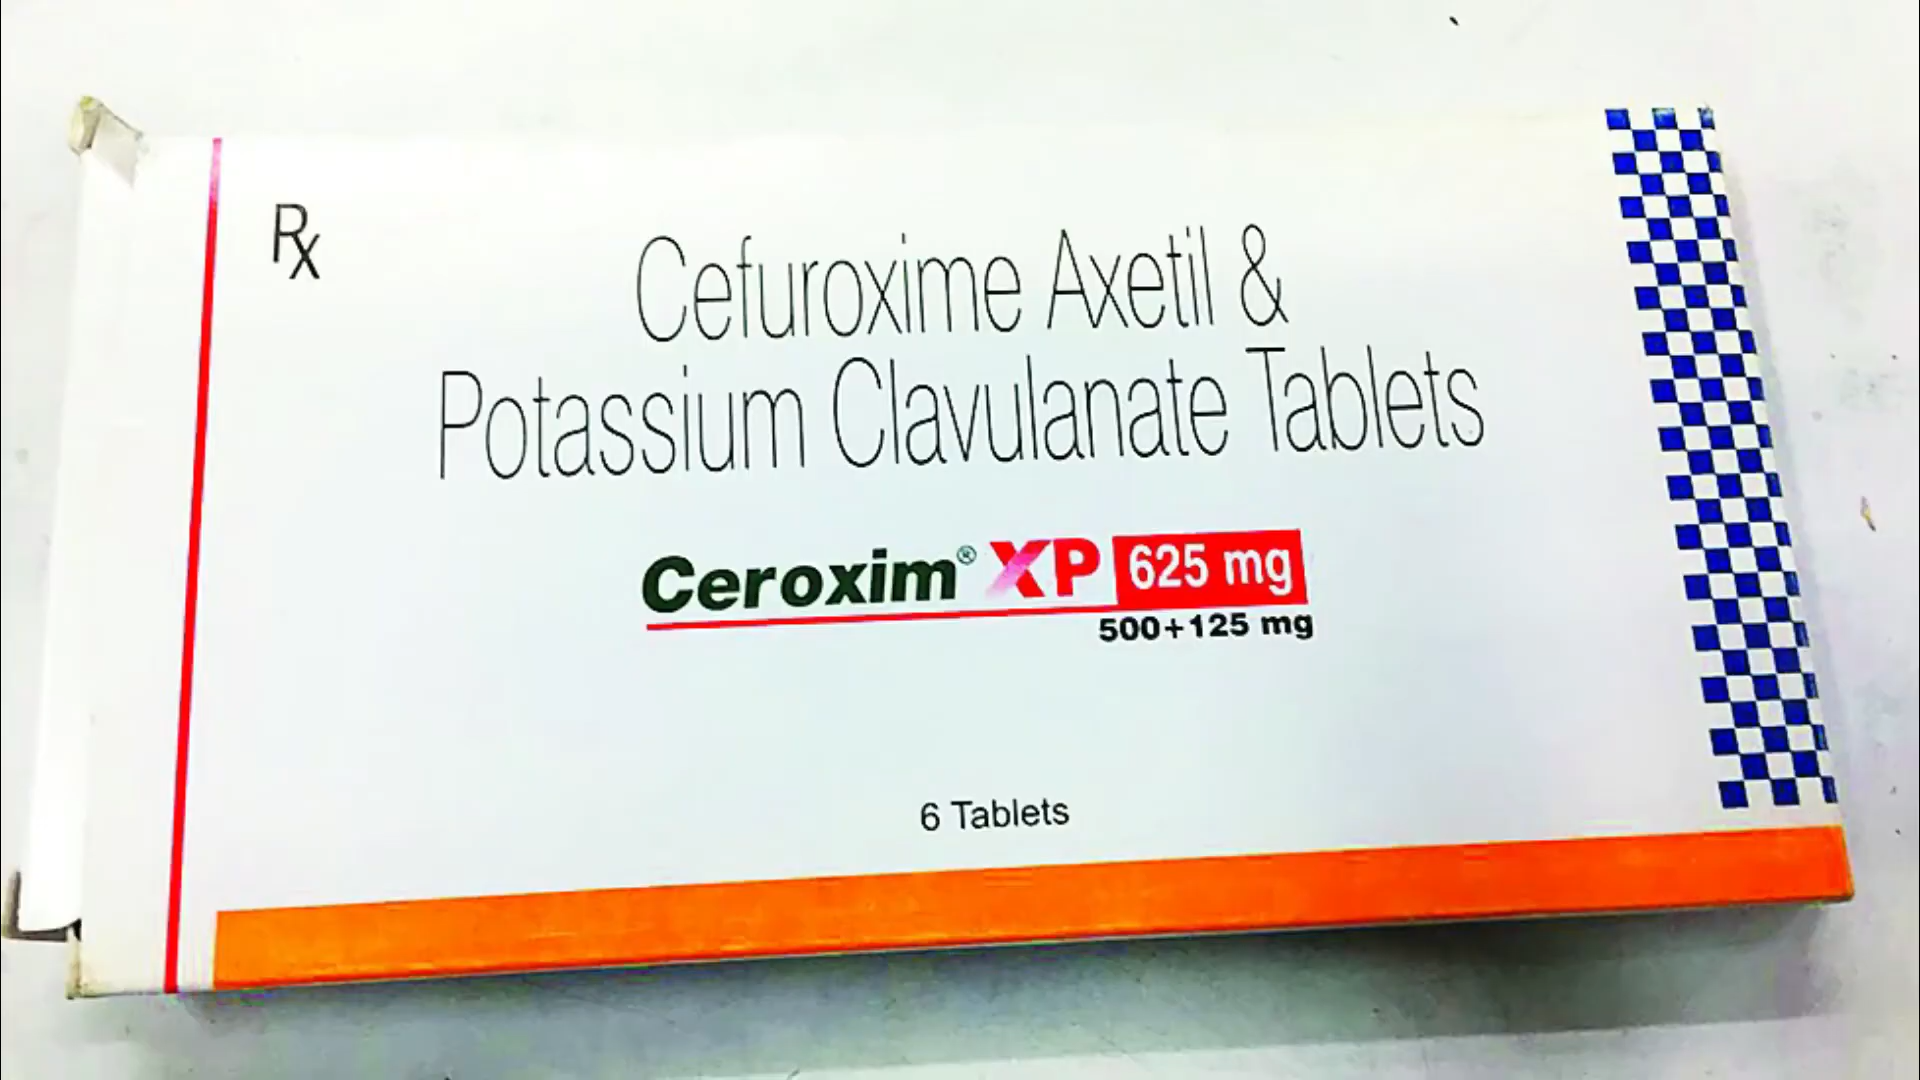 Rx
Cefuroxime Axetil &
Potassium Clavulanate Tablets
Ceroxim® XP 625 mg
500+125 mg
6 Tablets